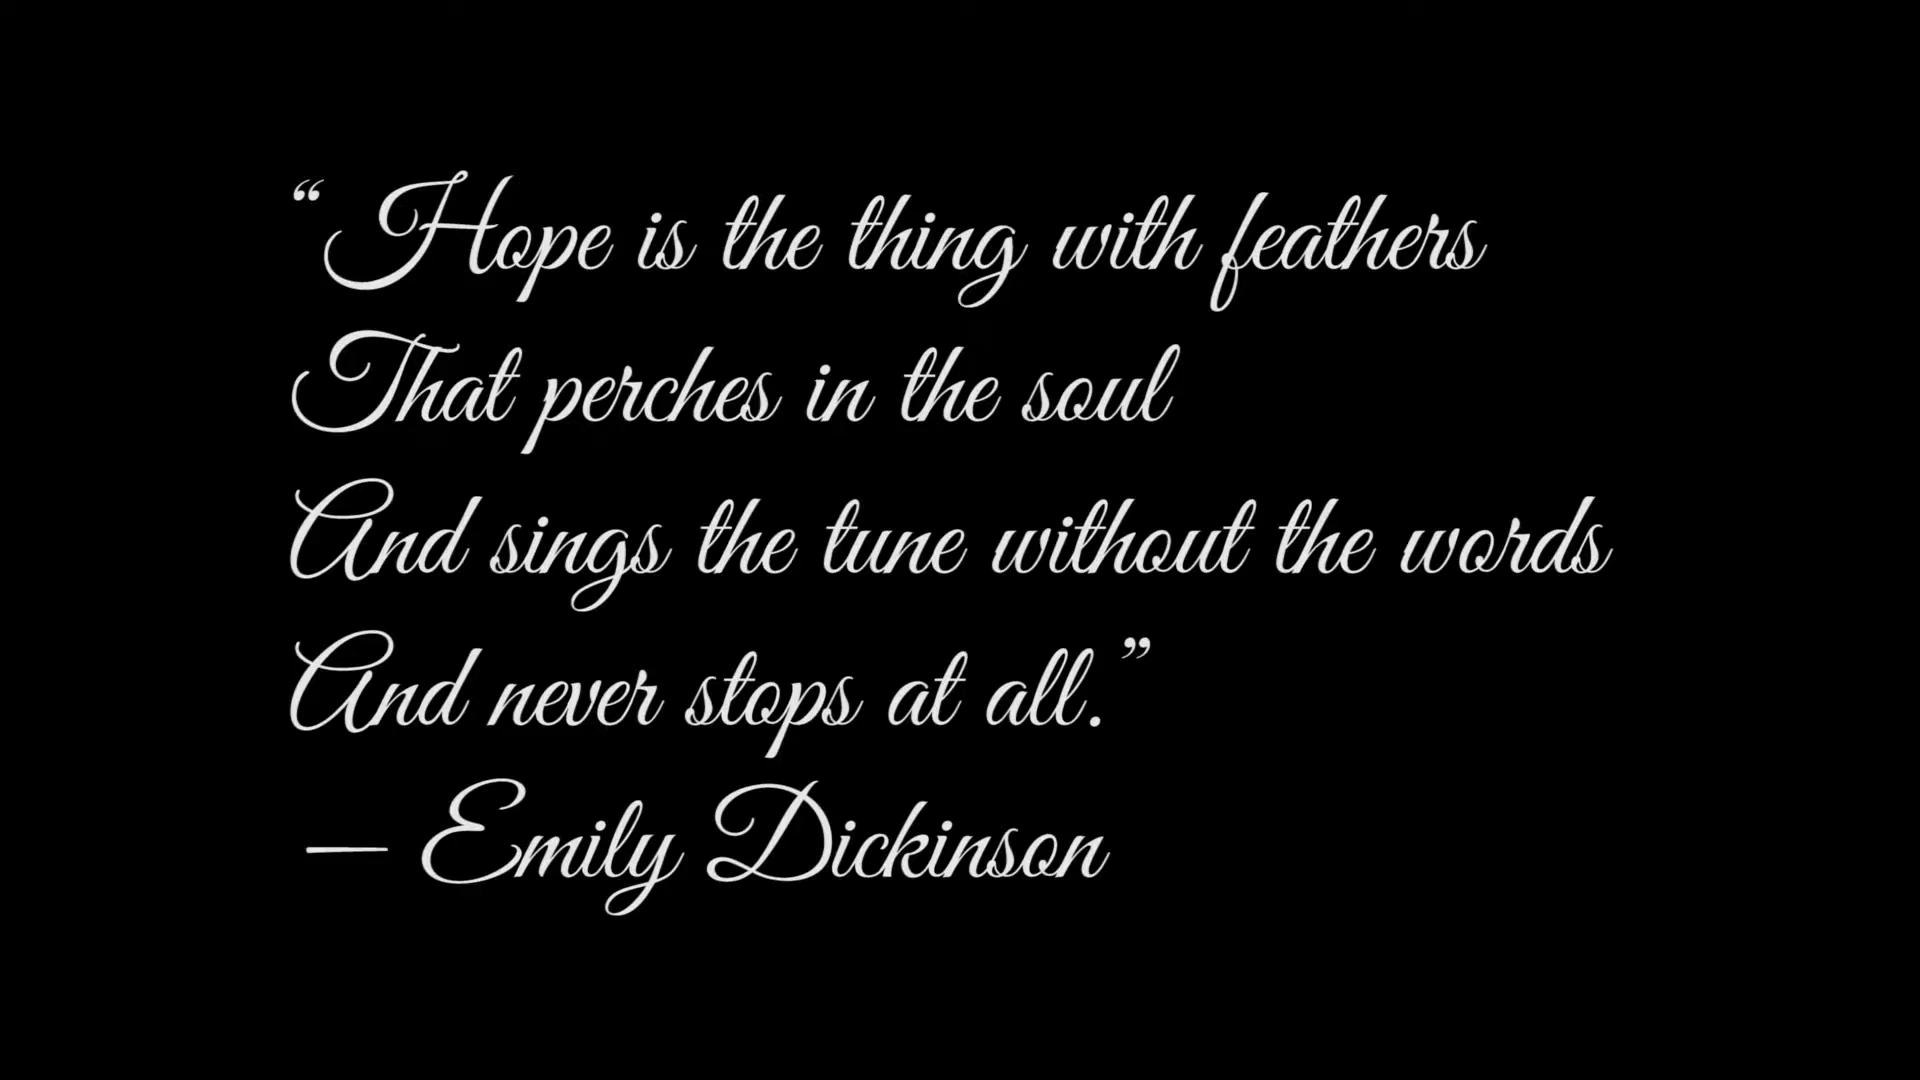 “Hope is the thing with feathers
That perches in the soul
And sings the tune without the words
And never stops at all.”
— Emily Dickinson